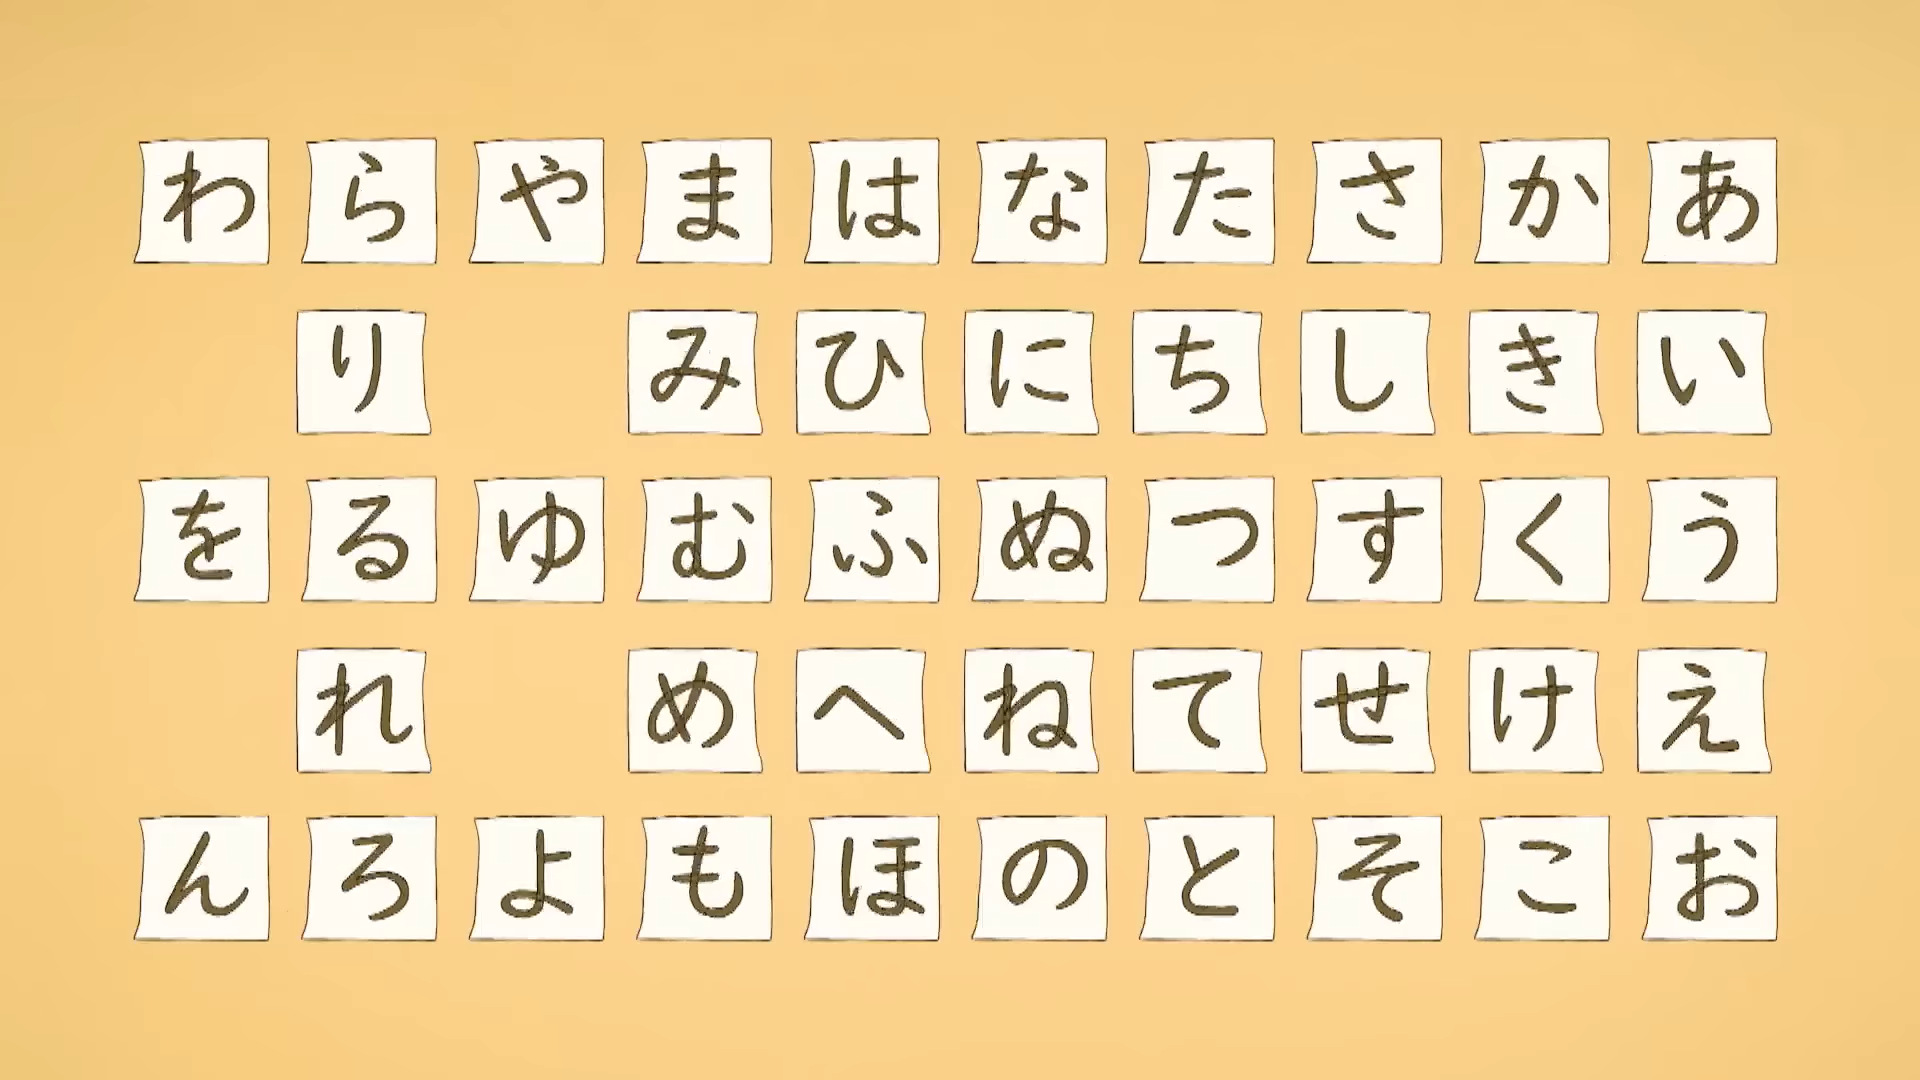 わ ら や ま は な た さ か あ
り み ひ に ち し き い
を る ゆ む ふ ぬ つ す く う
れ め へ ね て せ け え
ん ろ よ も ほ の と そ こ お